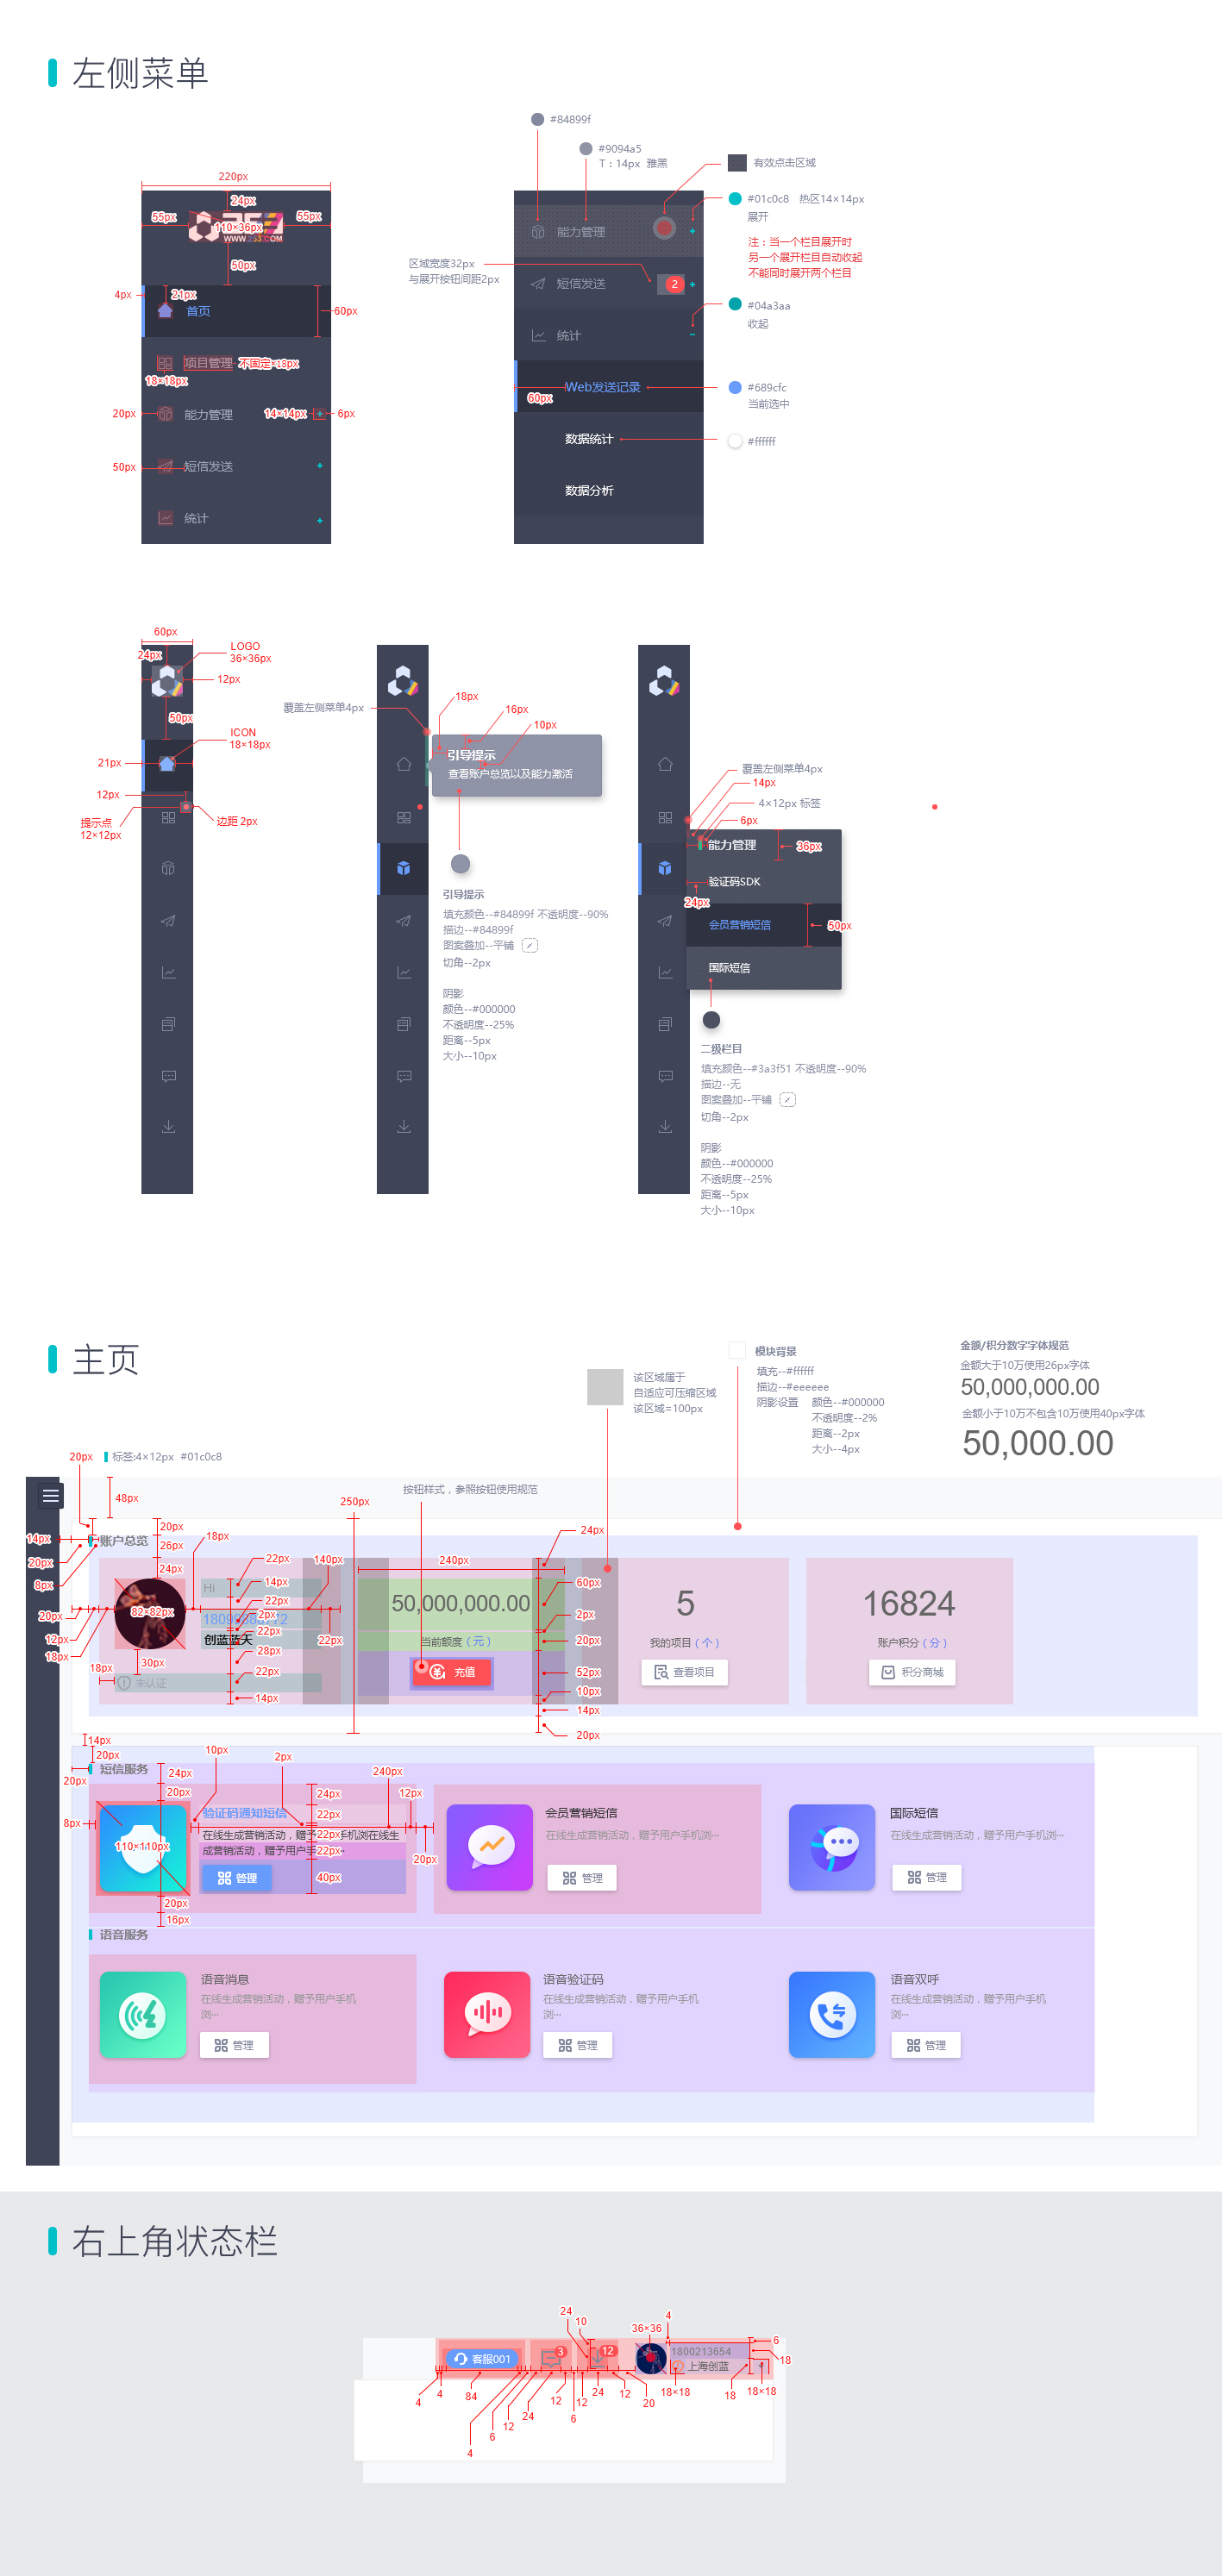 左侧菜单
#84899f
#9094a5
T：14px 雅黑
有效点击区域
220px
24px
55px
110×36px
55px
WWW.253.COM
50px
4px
21px
首页
60px
项目管理
不固定×18px
18×18px
20px
能力管理
14×14px
6px
50px
短信发送
统计
能力管理
#01c0c8 热区14×14px
展开
注：当一个栏目展开时
另一个展开栏目自动收起
不能同时展开两个栏目
区域宽度32px
与展开按钮间距2px
短信发送
2
#04a3aa
收起
统计
Web发送记录
60px
#689cfc
当前选中
数据统计
#ffffff
数据分析
60px
24px
LOGO
36×36px
12px
50px
ICON
18×18px
21px
12px
提示点
12×12px
边距 2px
覆盖左侧菜单4px
18px
16px
10px
引导提示
查看账户总览以及能力激活
引导提示
填充颜色--#84899f 不透明度--90%
描边--#84899f
图案叠加--平铺
切角--2px
阴影
颜色--#000000
不透明度--25%
距离--5px
大小--10px
覆盖左侧菜单4px
14px
4×12px 标签
6px
能力管理
36px
验证码SDK
24px
会员营销短信
50px
国际短信
二级栏目
填充颜色--#3a3f51 不透明度--90%
描边--无
图案叠加--平铺
切角--2px
阴影
颜色--#000000
不透明度--25%
距离--5px
大小--10px
主页
该区域属于
自适应可压缩区域
该区域=100px
模块背景
填充--#ffffff
描边--#eeeeee
阴影设置 颜色--#000000
不透明度--2%
距离--2px
大小--4px
金额/积分数字字体规范
金额大于10万使用26px字体
50,000,000.00
金额小于10万不包含10万使用40px字体
50,000.00
20px
标签:4×12px #01c0c8
48px
按钮样式，参照按钮使用规范
250px
14px
20px
账户总览
26px
18px
24px
20px
8px
24px
22px
140px
240px
14px
60px
Hi
22px
82×82px
50,000,000.00
5
16824
20px
2px
2px
12px
22px
创蓝蓝天
22px
当前额度（元）
20px
我的项目（个）
账户积分（分）
18px
28px
30px
18px
22px
52px
充值
查看项目
积分商城
未认证
14px
10px
14px
20px
14px
20px
10px
2px
短信服务
24px
240px
20px
20px
24px
12px
8px
验证码通知短信
22px
会员营销短信
国际短信
在线生成营销活动，赠予用户手机浏在线生
成营销活动，赠予用户手···
22px
在线生成营销活动，赠予用户手机浏···
在线生成营销活动，赠予用户手机浏···
110×110px
22px
20px
管理
40px
管理
管理
20px
16px
语音服务
语音消息
语音验证码
语音双呼
在线生成营销活动，赠予用户手机
浏···
在线生成营销活动，赠予用户手机
浏···
在线生成营销活动，赠予用户手机
浏···
管理
管理
管理
右上角状态栏
24
10
36×36
4
6
客服001
3
12
1800213654
18
上海创蓝
4
4
84
12
12
24
12
20
18×18
18
18×18
24
6
12
6
4